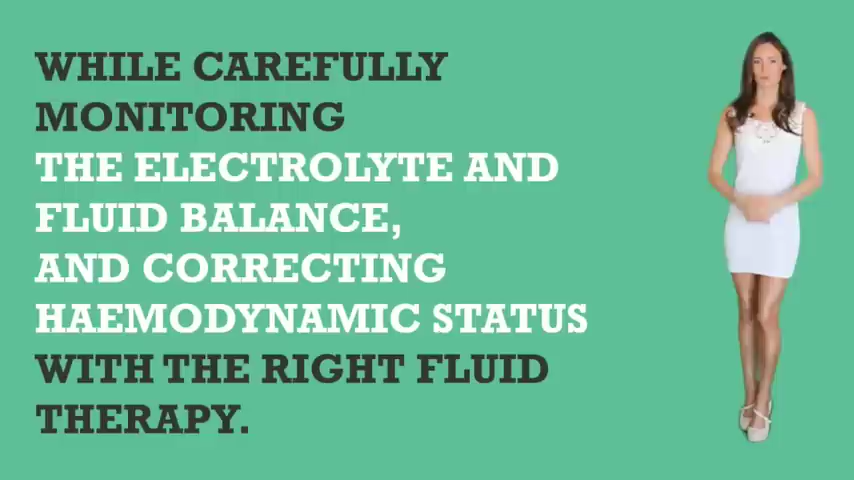 WHILE CAREFULLY
MONITORING
THE ELECTROLYTE AND
FLUID BALANCE,
AND CORRECTING
HAEMODYNAMIC STATUS
WITH THE RIGHT FLUID
THERAPY.